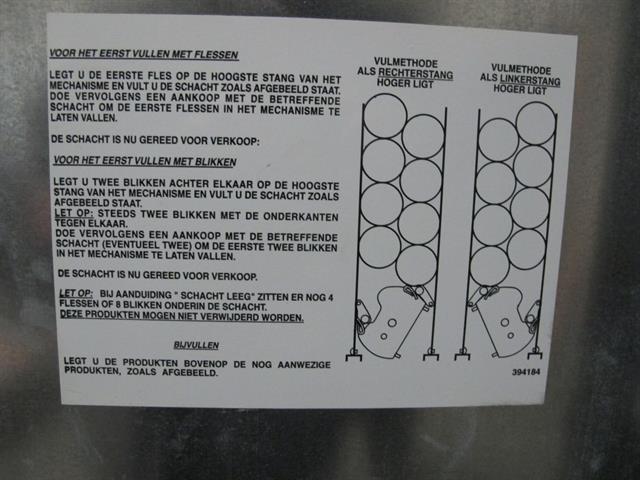 VOOR HET EERST VULLEN MET FLESSEN
LEGT U DE EERSTE FLES OP DE HOOGSTE STANG VAN HET
MECHANISME EN VULT U DE SCHACHT ZOALS AFGEBEELD STAAT.
DOE VERVOLGENS EEN AANKOOP MET DE BETREFFENDE
SCHACHT OM DE EERSTE FLESSEN IN HET MECHANISME TE
LATEN VALLEN.
DE SCHACHT IS NU GEREED VOOR VERKOOP:
VOOR HET EERST VULLEN MET BLIKKEN
LEGT U TWEE BLIKKEN ACHTER ELKAAR OP DE HOOGSTE
STANG VAN HET MECHANISME EN VULT U DE SCHACHT ZOALS
AFGEBEELD STAAT.
LET OP: STEEDS TWEE BLIKKEN MET DE ONDERKANTEN
TEGEN ELKAAR.
DOE VERVOLGENS EEN AANKOOP MET DE BETREFFENDE
SCHACHT (EVENTUEEL TWEE) OM DE EERSTE TWEE BLIKKEN
IN HET MECHANISME TE LATEN VALLEN.
DE SCHACHT IS NU GEREED VOOR VERKOOP.
LET OP: BIJ AANDUIDING " SCHACHT LEEG" ZITTEN ER NOG 4
FLESSEN OF 8 BLIKKEN ONDERIN DE SCHACHT.
DEZE PRODUKTEN MOGEN NIET VERWIJDERD WORDEN.
BIJVULLEN
LEGT U DE PRODUKTEN BOVENOP DE NOG AANWEZIGE
PRODUKTEN, ZOALS AFGEBEELD.
VULMETHODE
ALS RECHTERSTANG
HOGER LIGT
VULMETHODE
ALS LINKERSTANG
HOGER LIGT
394184